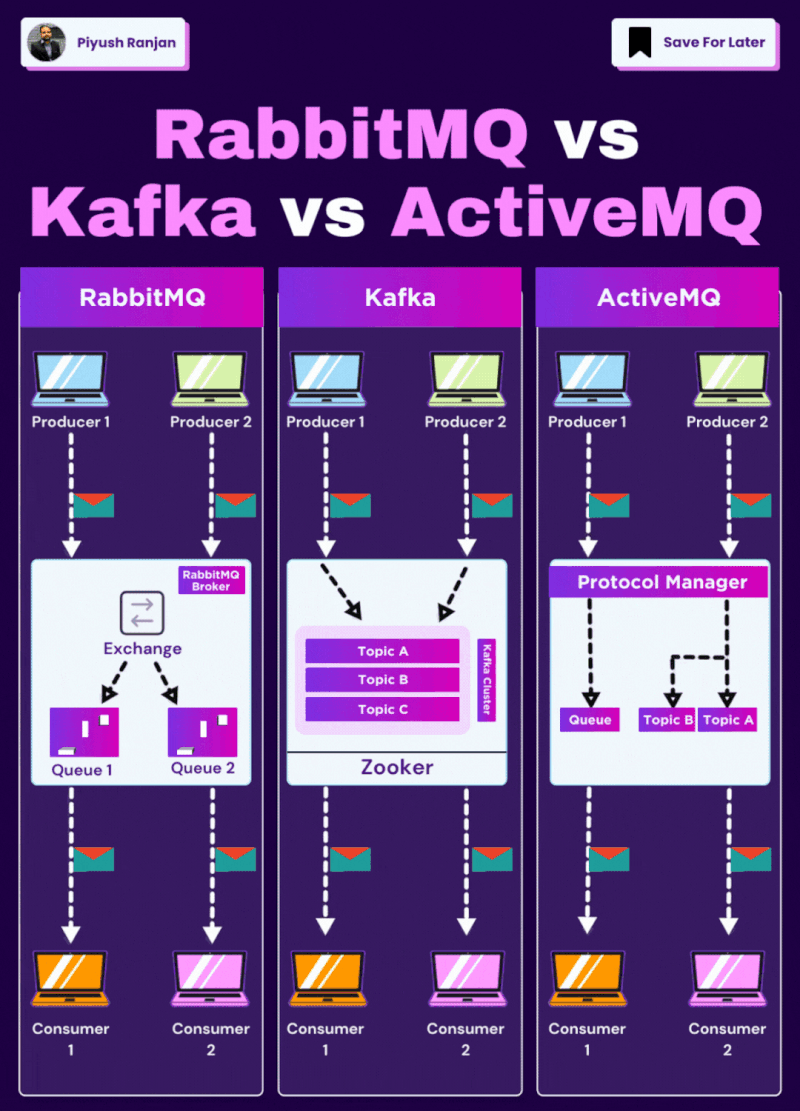 Piyush Ranjan
Save For Later
RabbitMQ vs
Kafka vs ActiveMQ
RabbitMQ
Producer 1
Producer 2
RabbitMQ
Broker
Exchange
Queue 1
Queue 2
Consumer
1
Consumer
2
Kafka
Producer 1
Producer 2
Topic A
Topic B
Topic C
Kafka Cluster
Zooker
Consumer
1
Consumer
2
ActiveMQ
Producer 1
Producer 2
Protocol Manager
Queue
Topic B
Topic A
Consumer
1
Consumer
2